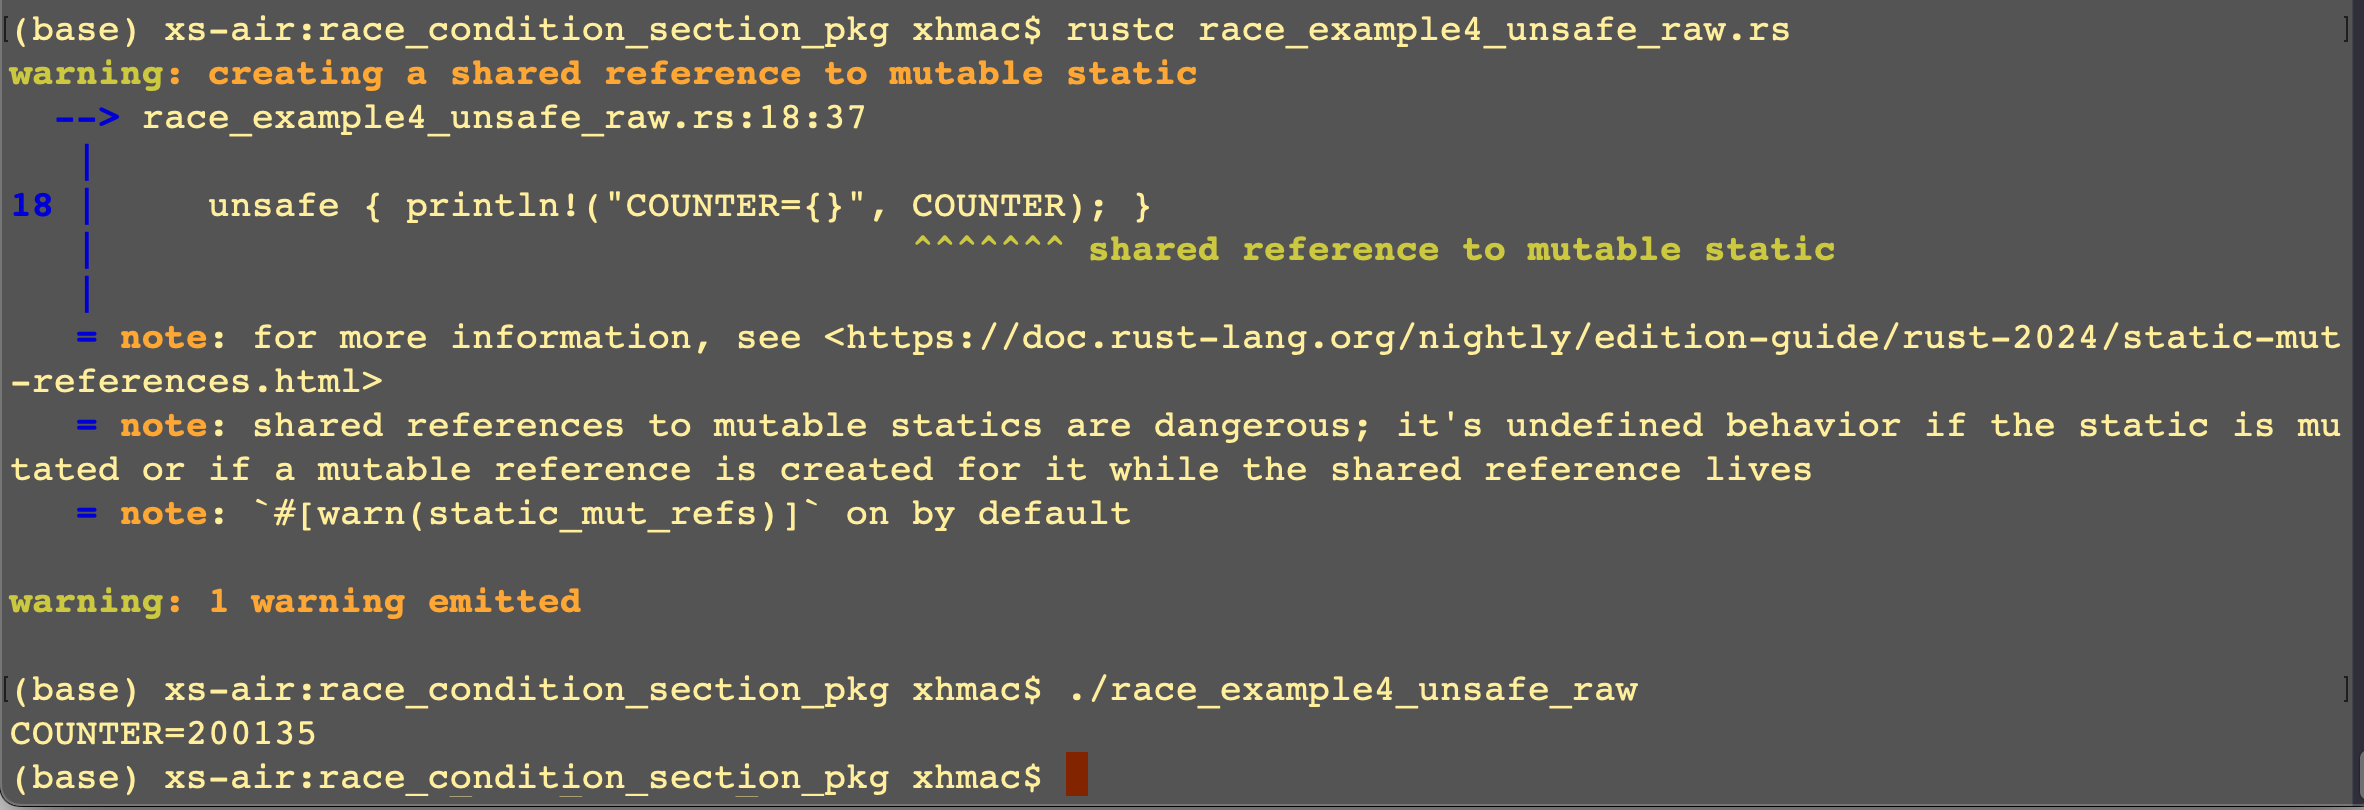 [(base) xs-air:race_condition_section_pkg xhmac$ rustc race_example4_unsafe_raw.rs ]
warning: creating a shared reference to mutable static
  --> race_example4_unsafe_raw.rs:18:37
   |
18 |     unsafe { println!("COUNTER={}", COUNTER); }
   |                                     ^^^^^^^ shared reference to mutable static
   |
   = note: for more information, see <https://doc.rust-lang.org/nightly/edition-guide/rust-2024/static-mut
-references.html>
   = note: shared references to mutable statics are dangerous; it's undefined behavior if the static is mu
tated or if a mutable reference is created for it while the shared reference lives
   = note: `#[warn(static_mut_refs)]` on by default
warning: 1 warning emitted
[(base) xs-air:race_condition_section_pkg xhmac$ ./race_example4_unsafe_raw ]
COUNTER=200135
(base) xs-air:race_condition_section_pkg xhmac$